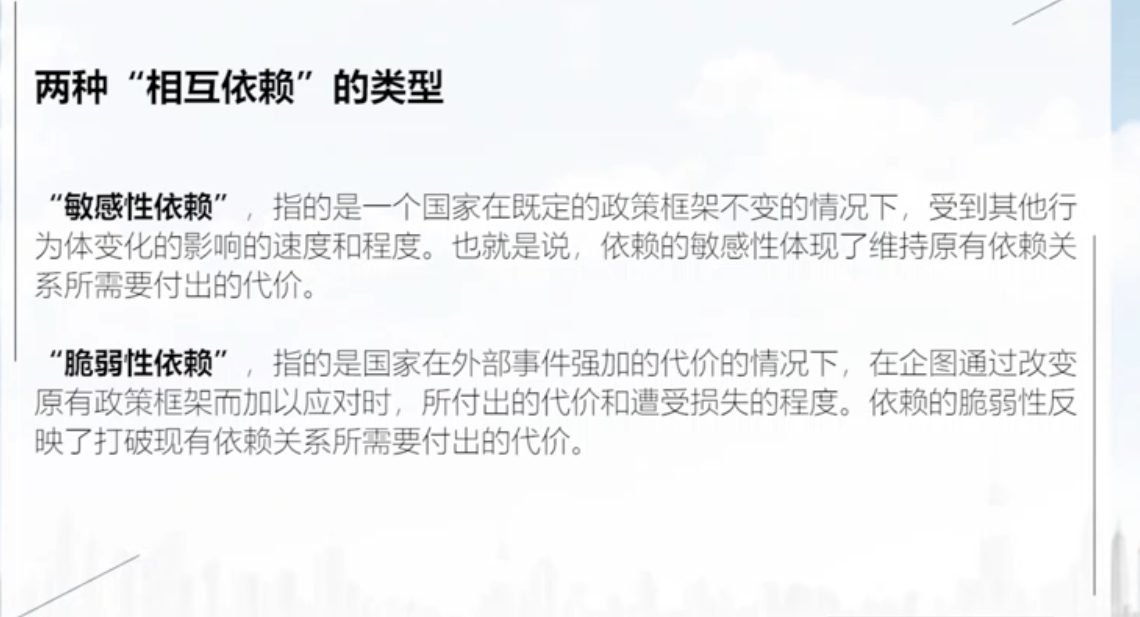 两种“相互依赖”的类型
“敏感性依赖”，指的是一个国家在既定的政策框架不变的情况下，受到其他行
为体变化的影响的速度和程度。也就是说，依赖的敏感性体现了维持原有依赖关
系所需要付出的代价。
“脆弱性依赖”，指的是国家在外部事件强加的代价的情况下，在企图通过改变
原有政策框架而加以应对时，所付出的代价和遭受损失的程度。依赖的脆弱性反
映了打破现有依赖关系所需要付出的代价。